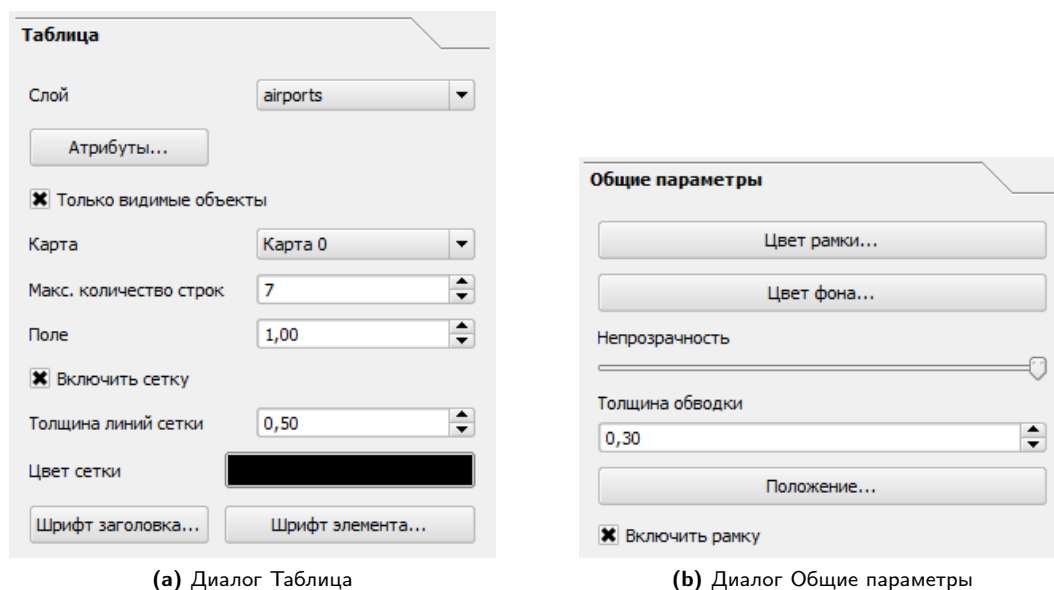 Таблица
Слой
airports
Атрибуты...
Только видимые объекты
Карта
Карта 0
Макс. количество строк
7
Поле
1,00
Включить сетку
Толщина линий сетки
0,50
Цвет сетки
Шрифт заголовка...
Шрифт элемента...
(a) Диалог Таблица
Общие параметры
Цвет рамки...
Цвет фона...
Непрозрачность
Толщина обводки
0,30
Положение...
Включить рамку
(b) Диалог Общие параметры